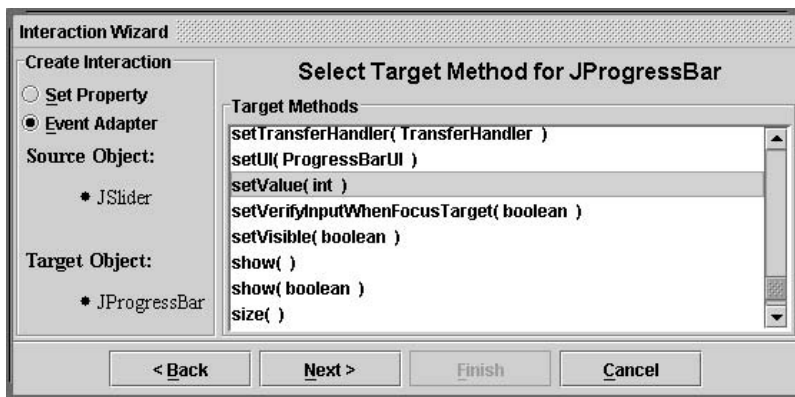 Interaction Wizard
Create Interaction
Set Property
Event Adapter
Source Object:
JSlider
Target Object:
JProgressBar
Select Target Method for JProgressBar
Target Methods
setTransferHandler( TransferHandler )
setUI( ProgressBarUI )
setValue( int )
setVerifyInputWhenFocusTarget( boolean )
setVisible( boolean )
show( )
show( boolean )
size( )
< Back
Next >
Finish
Cancel